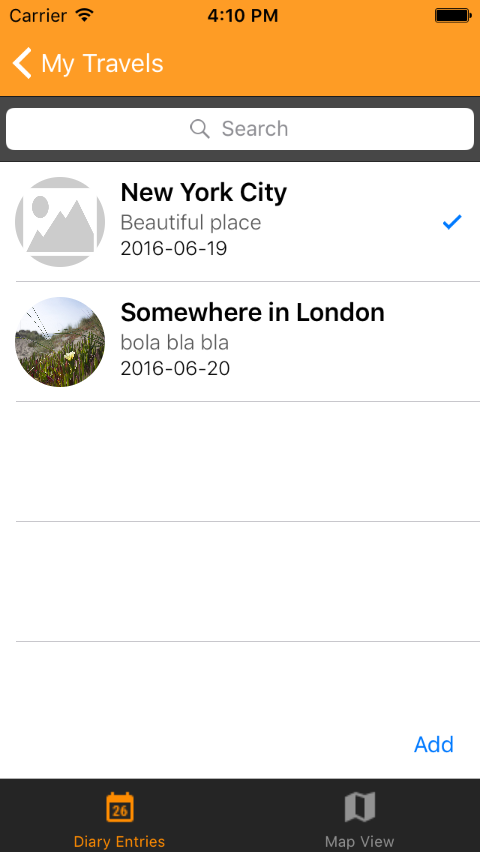 Carrier 4:10 PM
My Travels
Search
New York City
Beautiful place
2016-06-19
Somewhere in London
bola bla bla
2016-06-20
Add
26
Diary Entries Map View